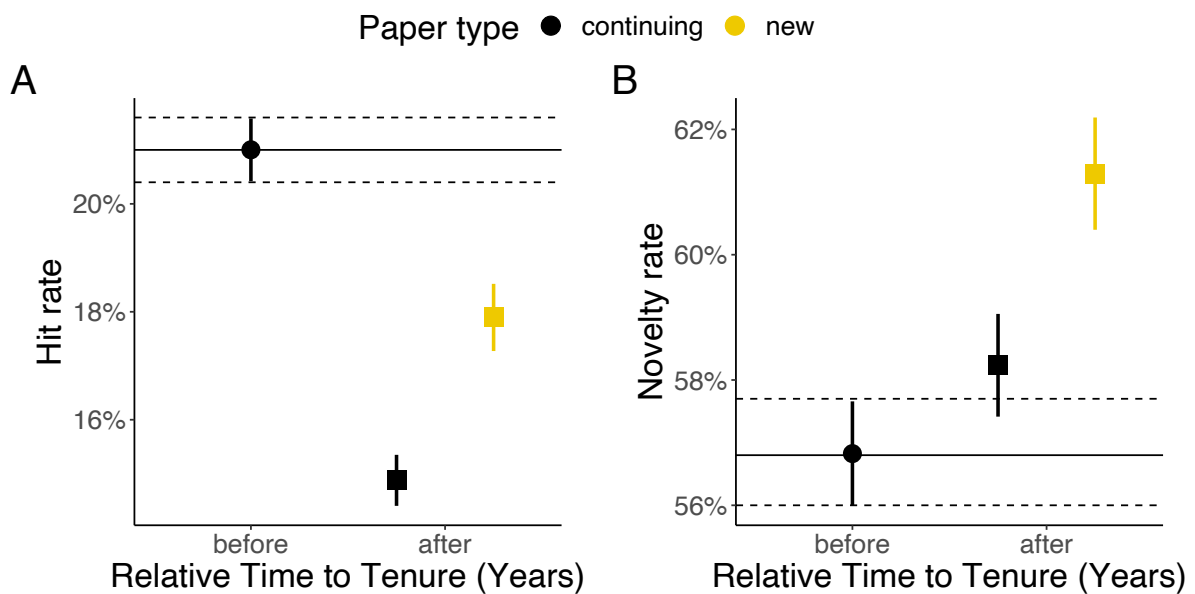 Paper type continuing new
A
Hit rate
20%
18%
16%
before after
Relative Time to Tenure (Years)
B
Novelty rate
62%
60%
58%
56%
before after
Relative Time to Tenure (Years)